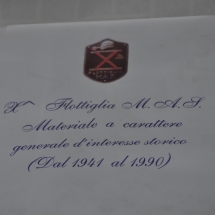 X
X^ Flottiglia M.A.S.
Materiale a carattere
generale d'interesse storico
(Dal 1941 al 1990)